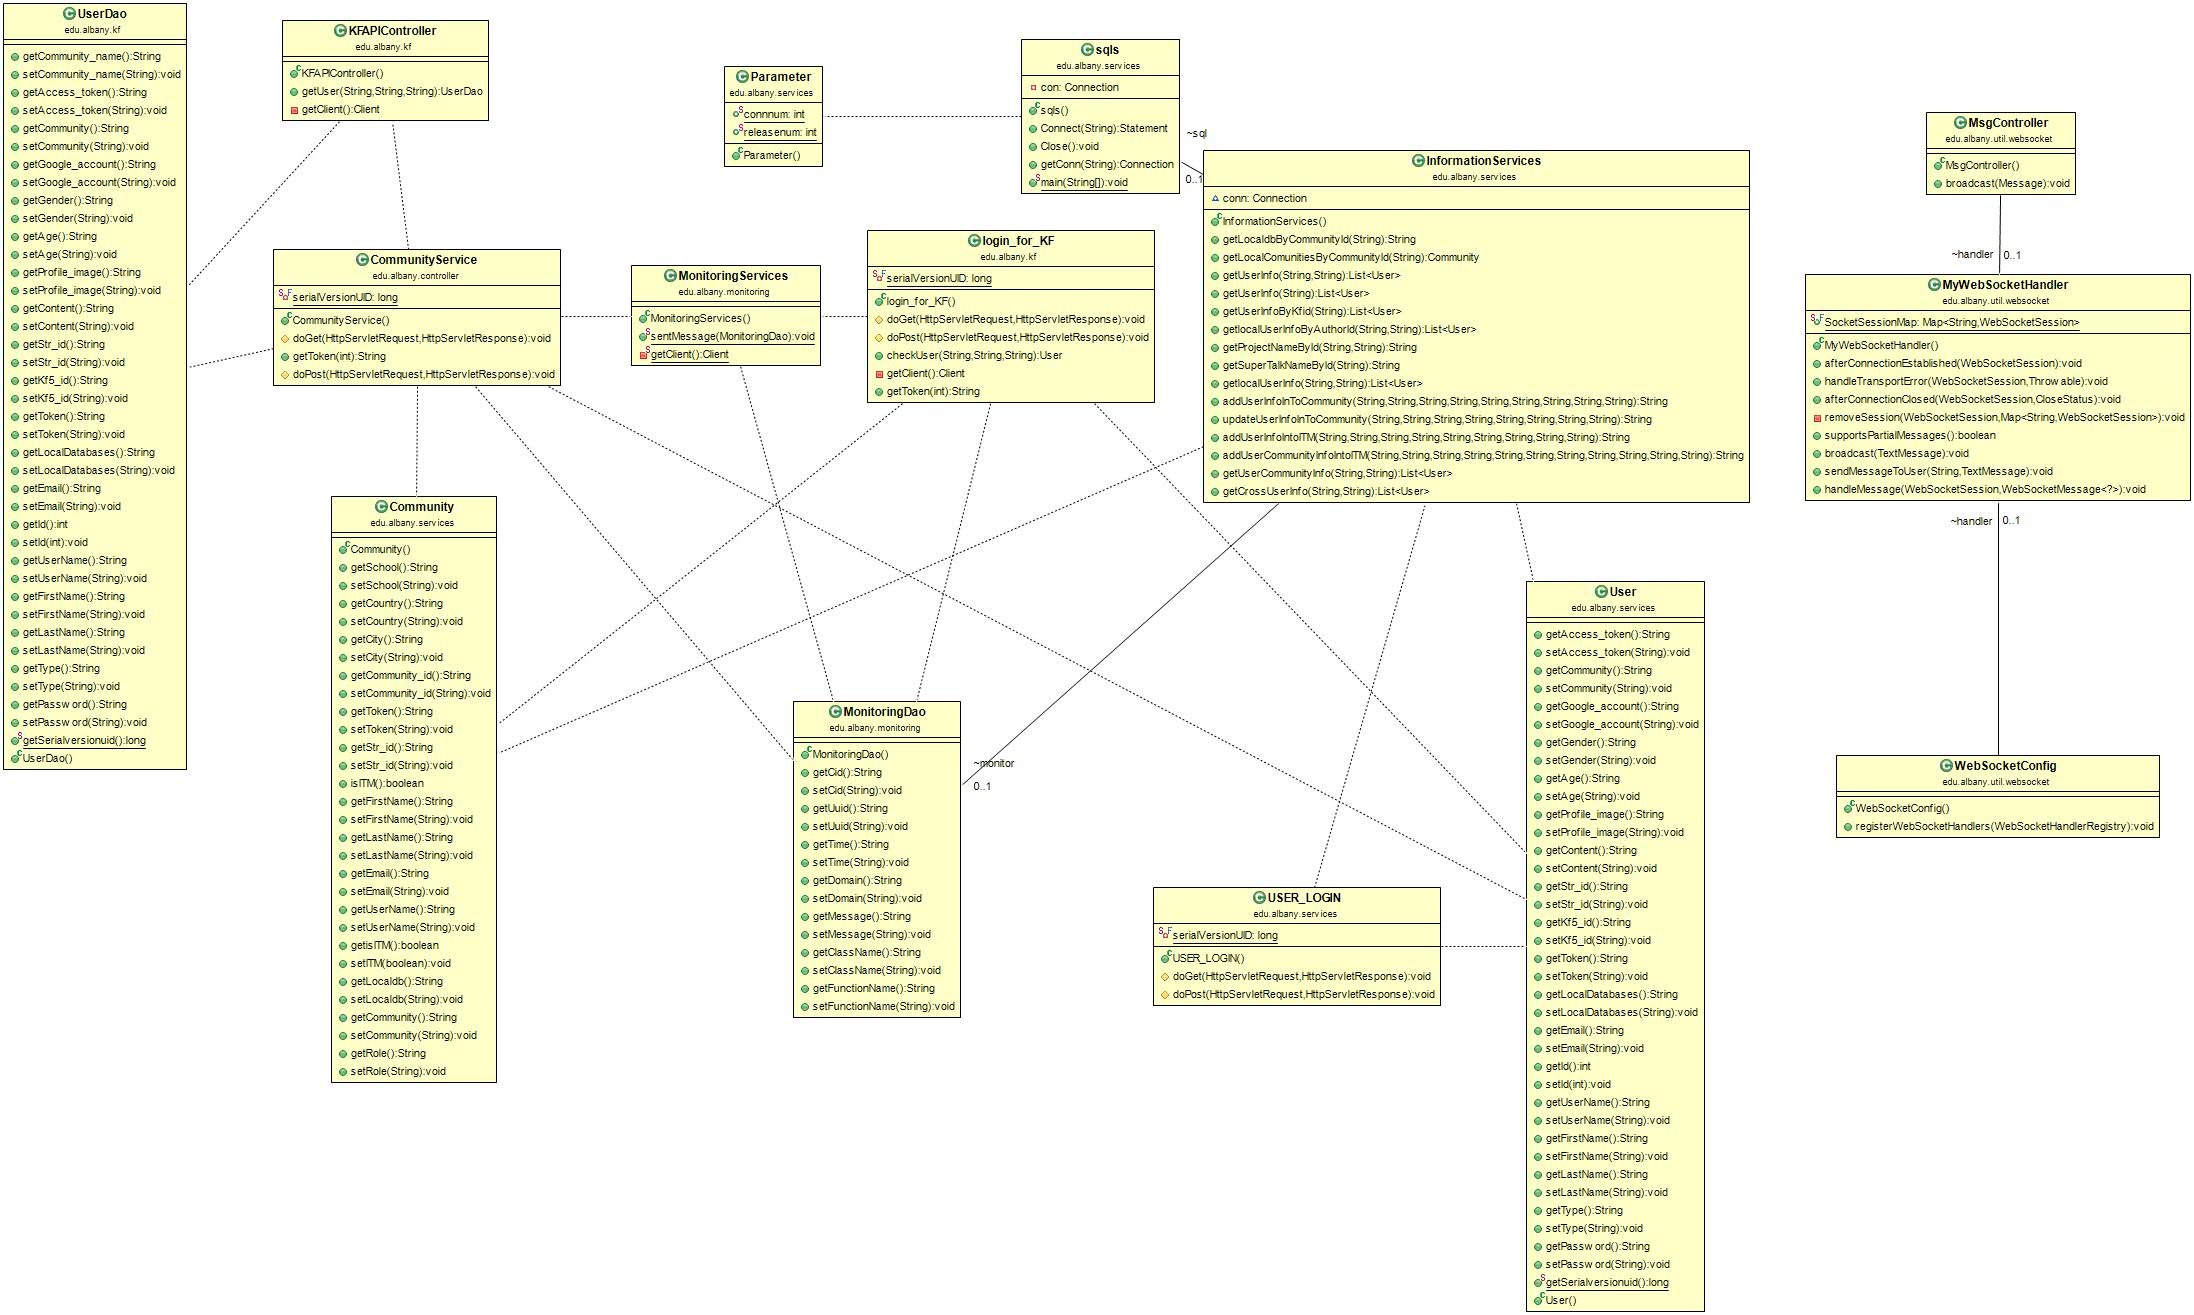 UserDao
edu.albany.kf
getCommunity_name():String
setCommunity_name(String):void
getAccess_token():String
setAccess_token(String):void
getCommunity():String
setCommunity(String):void
getGoogle_account():String
setGoogle_account(String):void
getGender():String
setGender(String):void
getAge():String
setAge(String):void
getProfile_image():String
setProfile_image(String):void
getContent():String
setContent(String):void
getStr_id():String
setStr_id(String):void
getKf5_id():String
setKf5_id(String):void
getToken():String
setToken(String):void
getLocalDatabases():String
setLocalDatabases(String):void
getEmail():String
setEmail(String):void
getId():int
setId(int):void
getUserName():String
setUserName(String):void
getFirstName():String
setFirstName(String):void
getLastName():String
setLastName(String):void
getType():String
setType(String):void
getPassword():String
setPassword(String):void
getSerialversionuid():long
UserDao()
KFAPIController
edu.albany.kf
KFAPIController()
getUser(String,String,String):UserDao
getClient():Client
CommunityService
edu.albany.controller
serialVersionUID: long
CommunityService()
doGet(HttpServletRequest,HttpServletResponse):void
getToken(int):String
doPost(HttpServletRequest,HttpServletResponse):void
Community
edu.albany.services
Community()
getSchool():String
setSchool(String):void
getCountry():String
setCountry(String):void
getCity():String
setCity(String):void
getCommunity_id():String
setCommunity_id(String):void
getToken():String
setToken(String):void
getStr_id():String
setStr_id(String):void
isITM():boolean
getFirstName():String
setFirstName(String):void
getLastName():String
setLastName(String):void
getEmail():String
setEmail(String):void
getUserName():String
setUserName(String):void
getisITM():boolean
setITM(boolean):void
getLocaldb():String
setLocaldb(String):void
getCommunity():String
setCommunity(String):void
getRole():String
setRole(String):void
Parameter
edu.albany.services
connnum: int
releasenum: int
Parameter()
MonitoringServices
edu.albany.monitoring
MonitoringServices()
sentMessage(MonitoringDao):void
getClient():Client
sqls
edu.albany.services
con: Connection
sqls()
Connect(String):Statement
Close():void
getConn(String):Connection
main(String[]):void
~sql
0..1
login_for_KF
edu.albany.kf
serialVersionUID: long
login_for_KF()
doGet(HttpServletRequest,HttpServletResponse):void
doPost(HttpServletRequest,HttpServletResponse):void
checkUser(String,String,String):User
getClient():Client
getToken(int):String
MonitoringDao
edu.albany.monitoring
MonitoringDao()
getCid():String
setCid(String):void
getUuid():String
setUuid(String):void
getTime():String
setTime(String):void
getDomain():String
setDomain(String):void
getMessage():String
setMessage(String):void
getClassName():String
setClassName(String):void
getFunctionName():String
setFunctionName(String):void
~monitor
0..1
InformationServices
edu.albany.services
conn: Connection
InformationServices()
getLocaldbByCommunityId(String):String
getLocalComunitiesByCommunityId(String):Community
getUserInfo(String,String):List<User>
getUserInfo(String):List<User>
getUserInfoByKfid(String):List<User>
getlocalUserInfoByAuthorId(String,String):List<User>
getProjectNameById(String,String):String
getSuperTalkNameById(String):String
getlocalUserInfo(String,String):List<User>
addUserInfoInToCommunity(String,String,String,String,String,String,String,String):String
updateUserInfoInToCommunity(String,String,String,String,String,String,String):String
addUserInfoIntoITM(String,String,String,String,String,String,String,String):String
addUserCommunityInfoIntoITM(String,String,String,String,String,String,String,String,String,String):String
getUserCommunityInfo(String,String):List<User>
getCrossUserInfo(String,String):List<User>
USER_LOGIN
edu.albany.services
serialVersionUID: long
USER_LOGIN()
doGet(HttpServletRequest,HttpServletResponse):void
doPost(HttpServletRequest,HttpServletResponse):void
User
edu.albany.services
getAccess_token():String
setAccess_token(String):void
getCommunity():String
setCommunity(String):void
getGoogle_account():String
setGoogle_account(String):void
getGender():String
setGender(String):void
getAge():String
setAge(String):void
getProfile_image():String
setProfile_image(String):void
getContent():String
setContent(String):void
getStr_id():String
setStr_id(String):void
getKf5_id():String
setKf5_id(String):void
getToken():String
setToken(String):void
getLocalDatabases():String
setLocalDatabases(String):void
getEmail():String
setEmail(String):void
getId():int
setId(int):void
getUserName():String
setUserName(String):void
getFirstName():String
setFirstName(String):void
getLastName():String
setLastName(String):void
getType():String
setType(String):void
getPassword():String
setPassword(String):void
getSerialversionuid():long
User()
MsgController
edu.albany.util.websocket
MsgController()
broadcast(Message):void
~handler
0..1
MyWebSocketHandler
edu.albany.util.websocket
SocketSessionMap: Map<String,WebSocketSession>
MyWebSocketHandler()
afterConnectionEstablished(WebSocketSession):void
handleTransportError(WebSocketSession,Throwable):void
afterConnectionClosed(WebSocketSession,CloseStatus):void
removeSession(WebSocketSession,Map<String,WebSocketSession>):void
supportsPartialMessages():boolean
broadcast(TextMessage):void
sendMessageToUser(String,TextMessage):void
handleMessage(WebSocketSession,WebSocketMessage<?>):void
~handler
0..1
WebSocketConfig
edu.albany.util.websocket
WebSocketConfig()
registerWebSocketHandlers(WebSocketHandlerRegistry):void